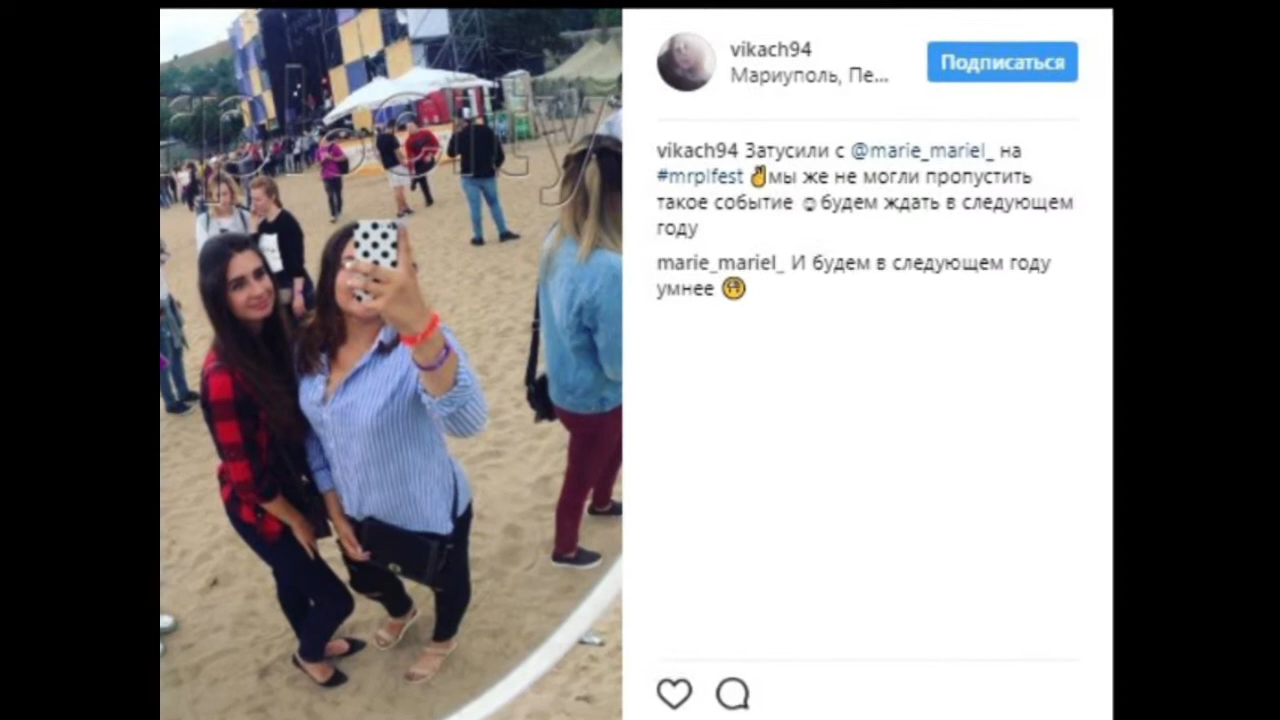 vikach94
Мариуполь, Пе...
Подписаться
vikach94 Затусили с @marie_mariel_ на
#mrplfest ✌мы же не могли пропустить
такое событие ☺будем ждать в следующем
году
marie_mariel_ И будем в следующем году
умнее